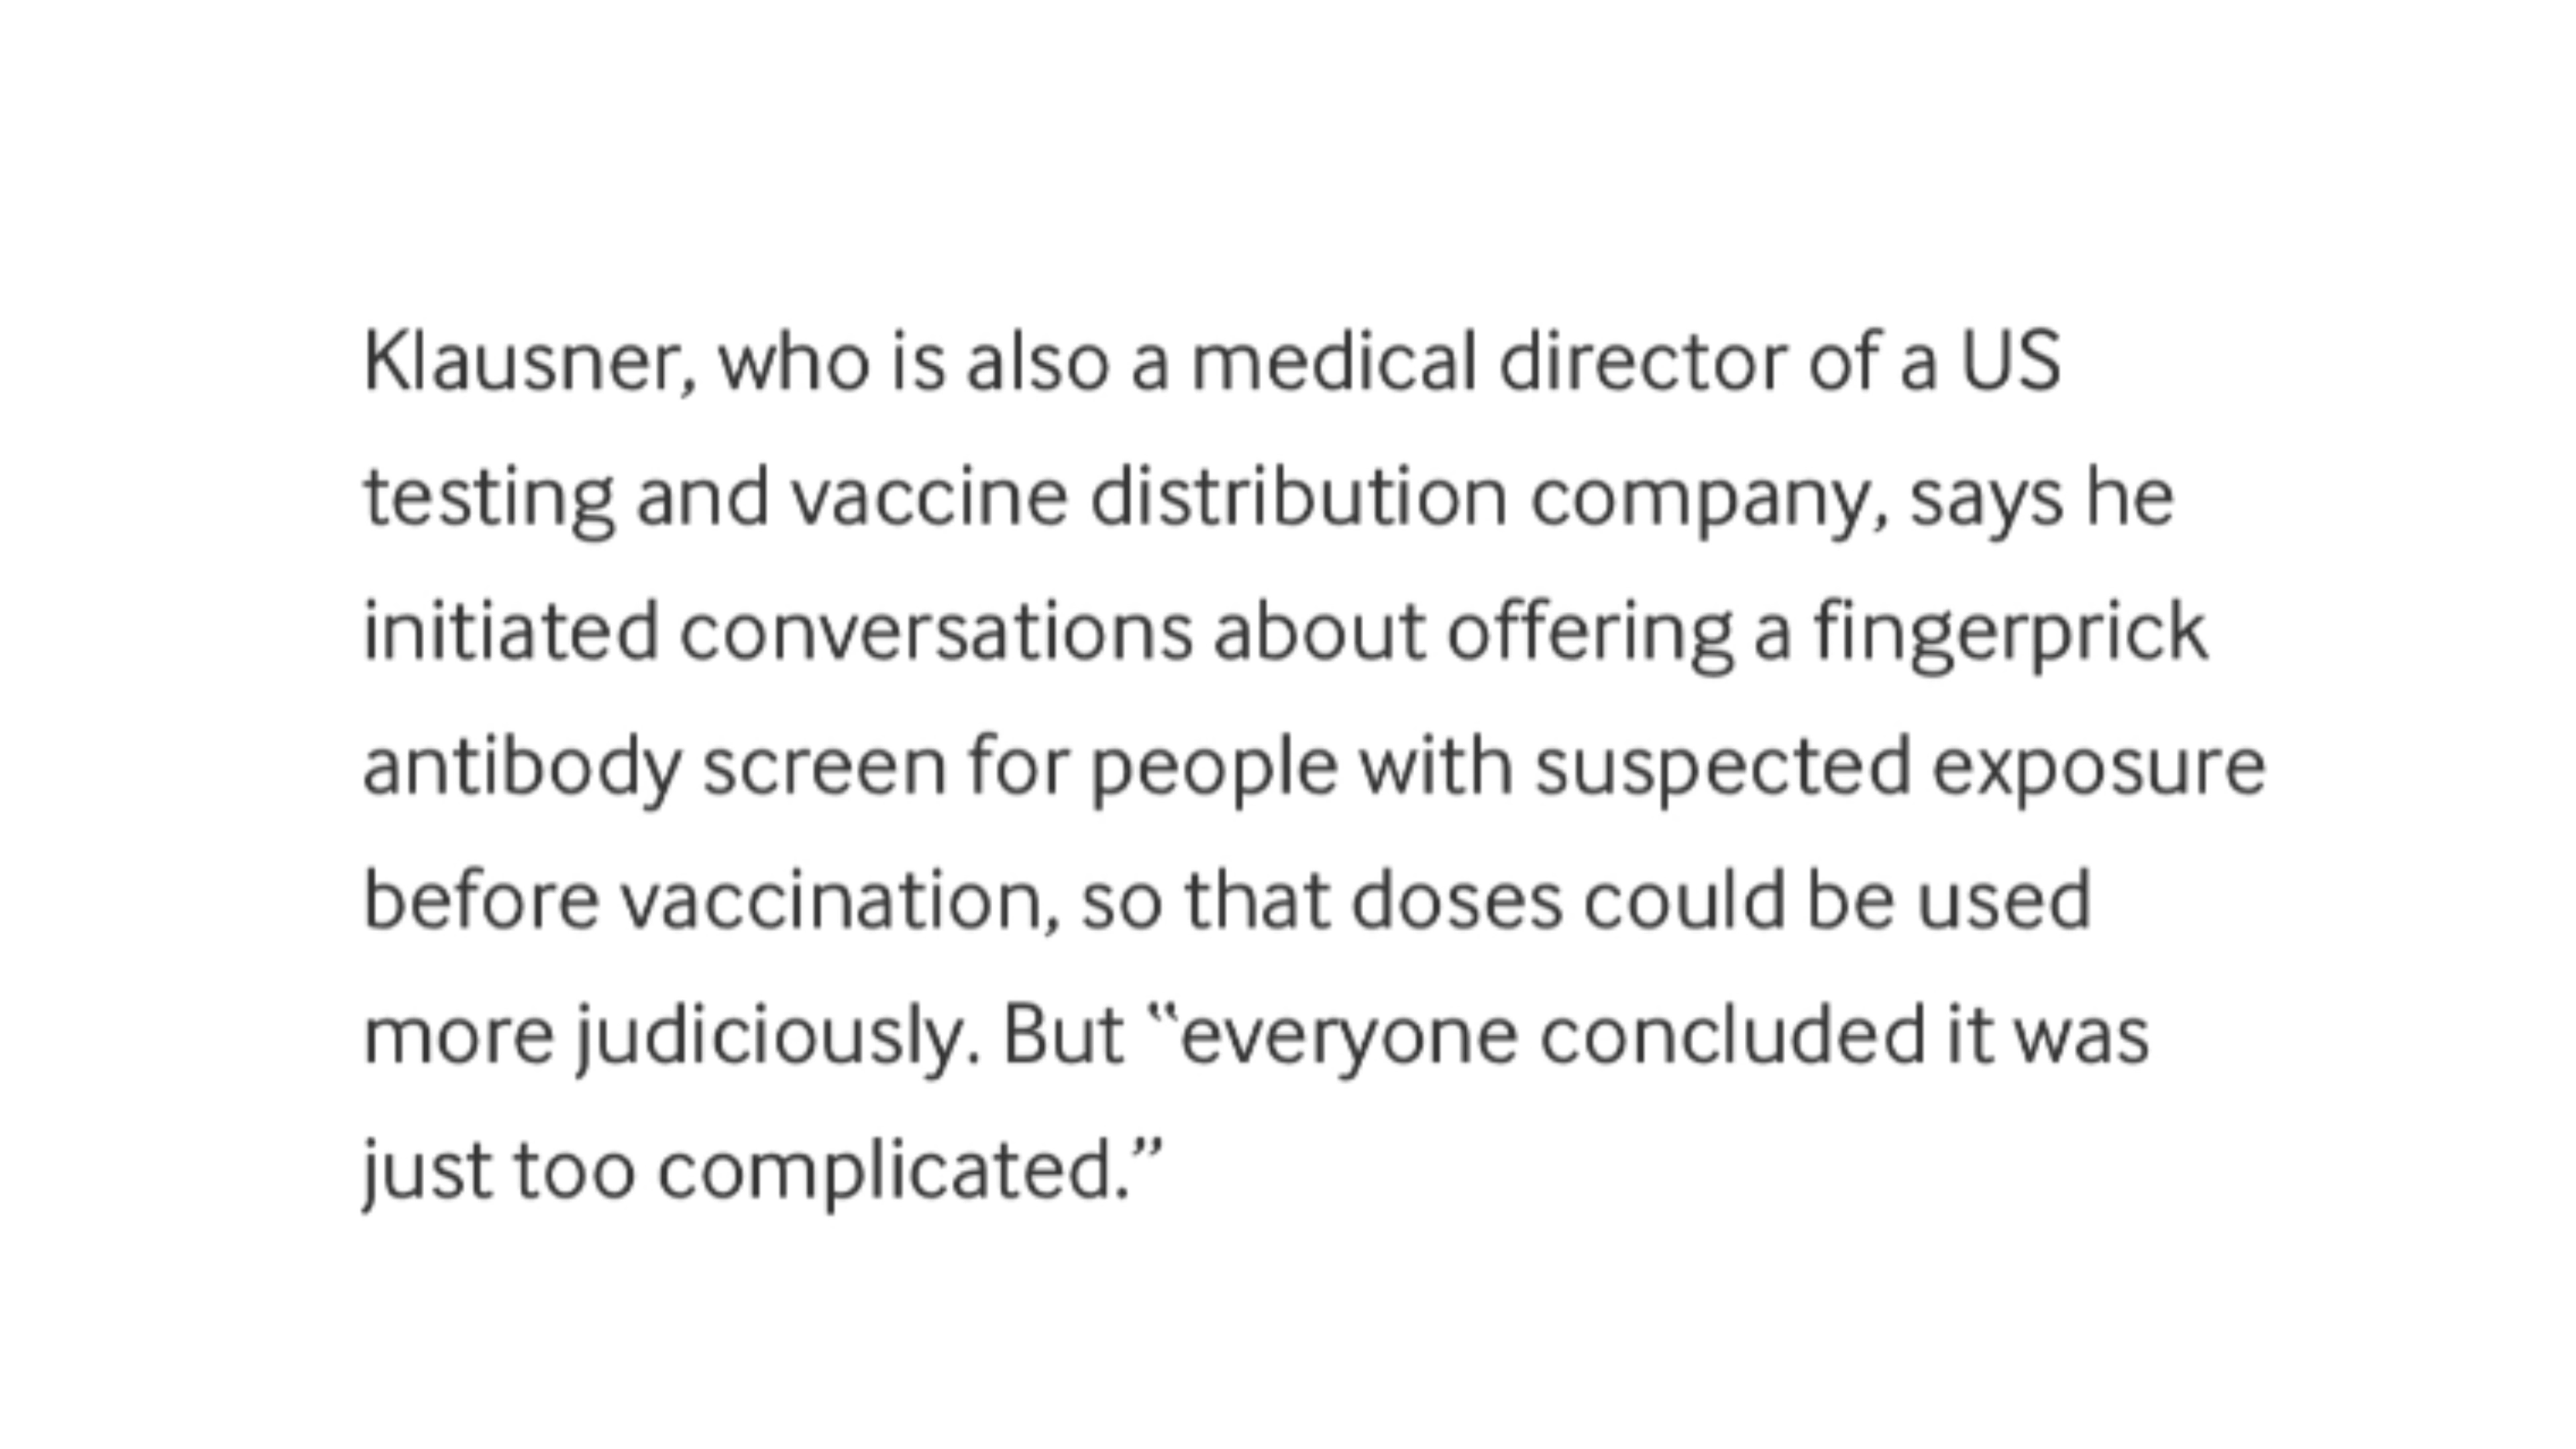 Klausner, who is also a medical director of a US
testing and vaccine distribution company, says he
initiated conversations about offering a fingerprick
antibody screen for people with suspected exposure
before vaccination, so that doses could be used
more judiciously. But “everyone concluded it was
just too complicated.”